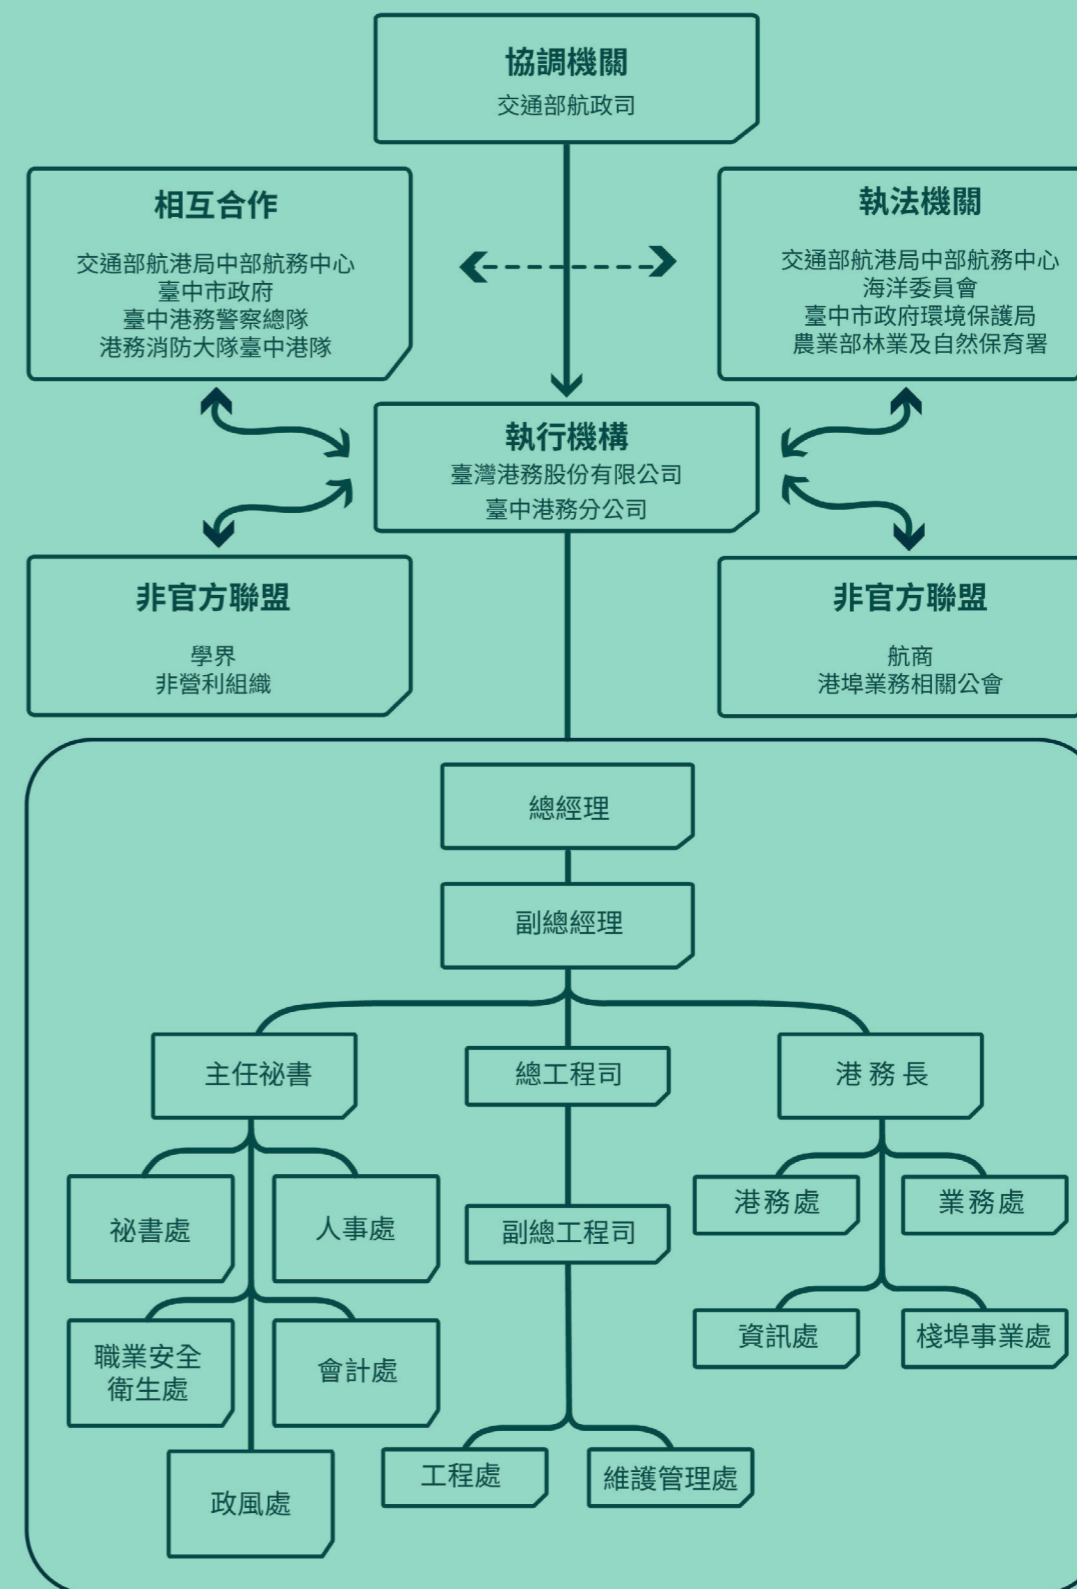 協調機關
交通部航政司
相互合作
交通部航港局中部航務中心
臺中市政府
臺中港務警察總隊
港務消防大隊臺中港隊
執法機關
交通部航港局中部航務中心
海洋委員會
臺中市政府環境保護局
農業部林業及自然保育署
執行機構
臺灣港務股份有限公司
臺中港務分公司
非官方聯盟
學界
非營利組織
非官方聯盟
航商
港埠業務相關公會
總經理
副總經理
主任祕書
總工程司
港務長
祕書處
人事處
職業安全
衛生處
會計處
政風處
副總工程司
工程處
維護管理處
港務處
業務處
資訊處
棧埠事業處